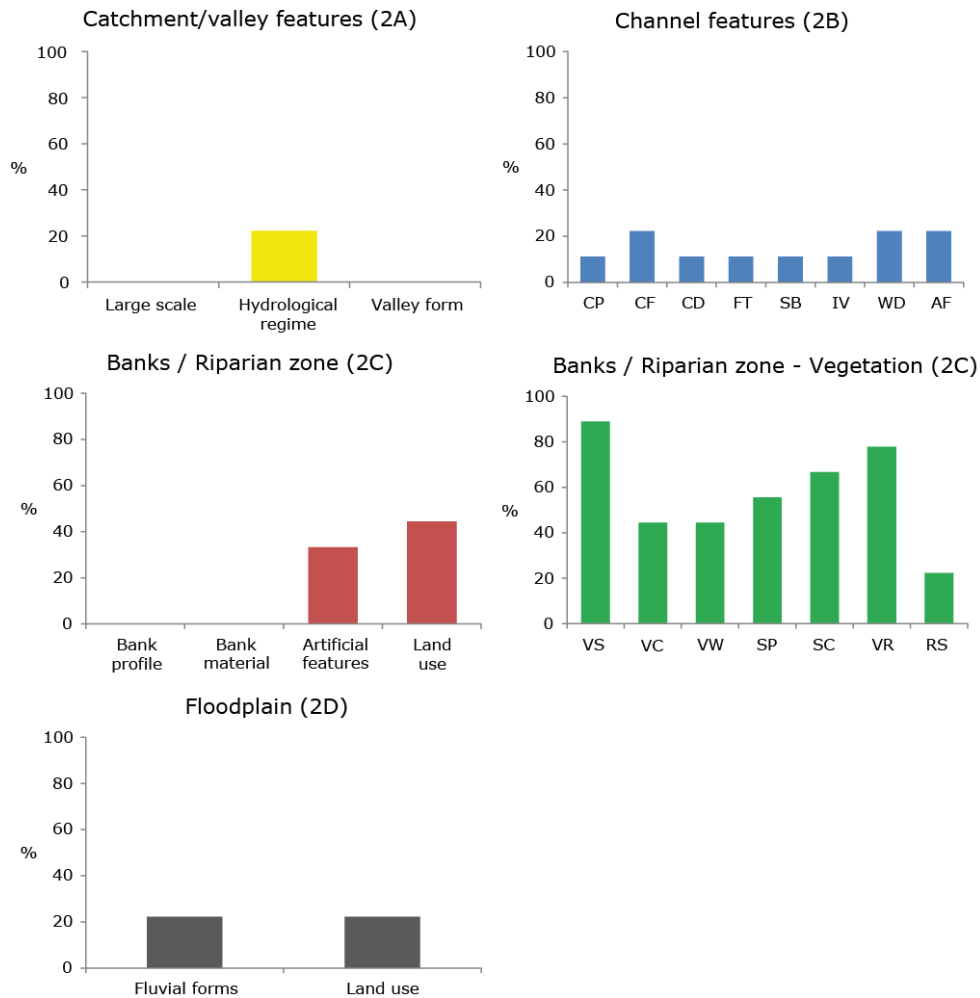 Catchment/valley features (2A)
100
80
60
%
40
20
0
Large scale
Hydrological
regime
Valley form
Channel features (2B)
100
80
60
%
40
20
0
CP CF CD FT SB IV WD AF
Banks / Riparian zone (2C)
100
80
60
%
40
20
0
Bank
profile
Bank
material
Artificial
features
Land
use
Banks / Riparian zone - Vegetation (2C)
100
80
60
%
40
20
0
VS VC VW SP SC VR RS
Floodplain (2D)
100
80
60
%
40
20
0
Fluvial forms
Land use